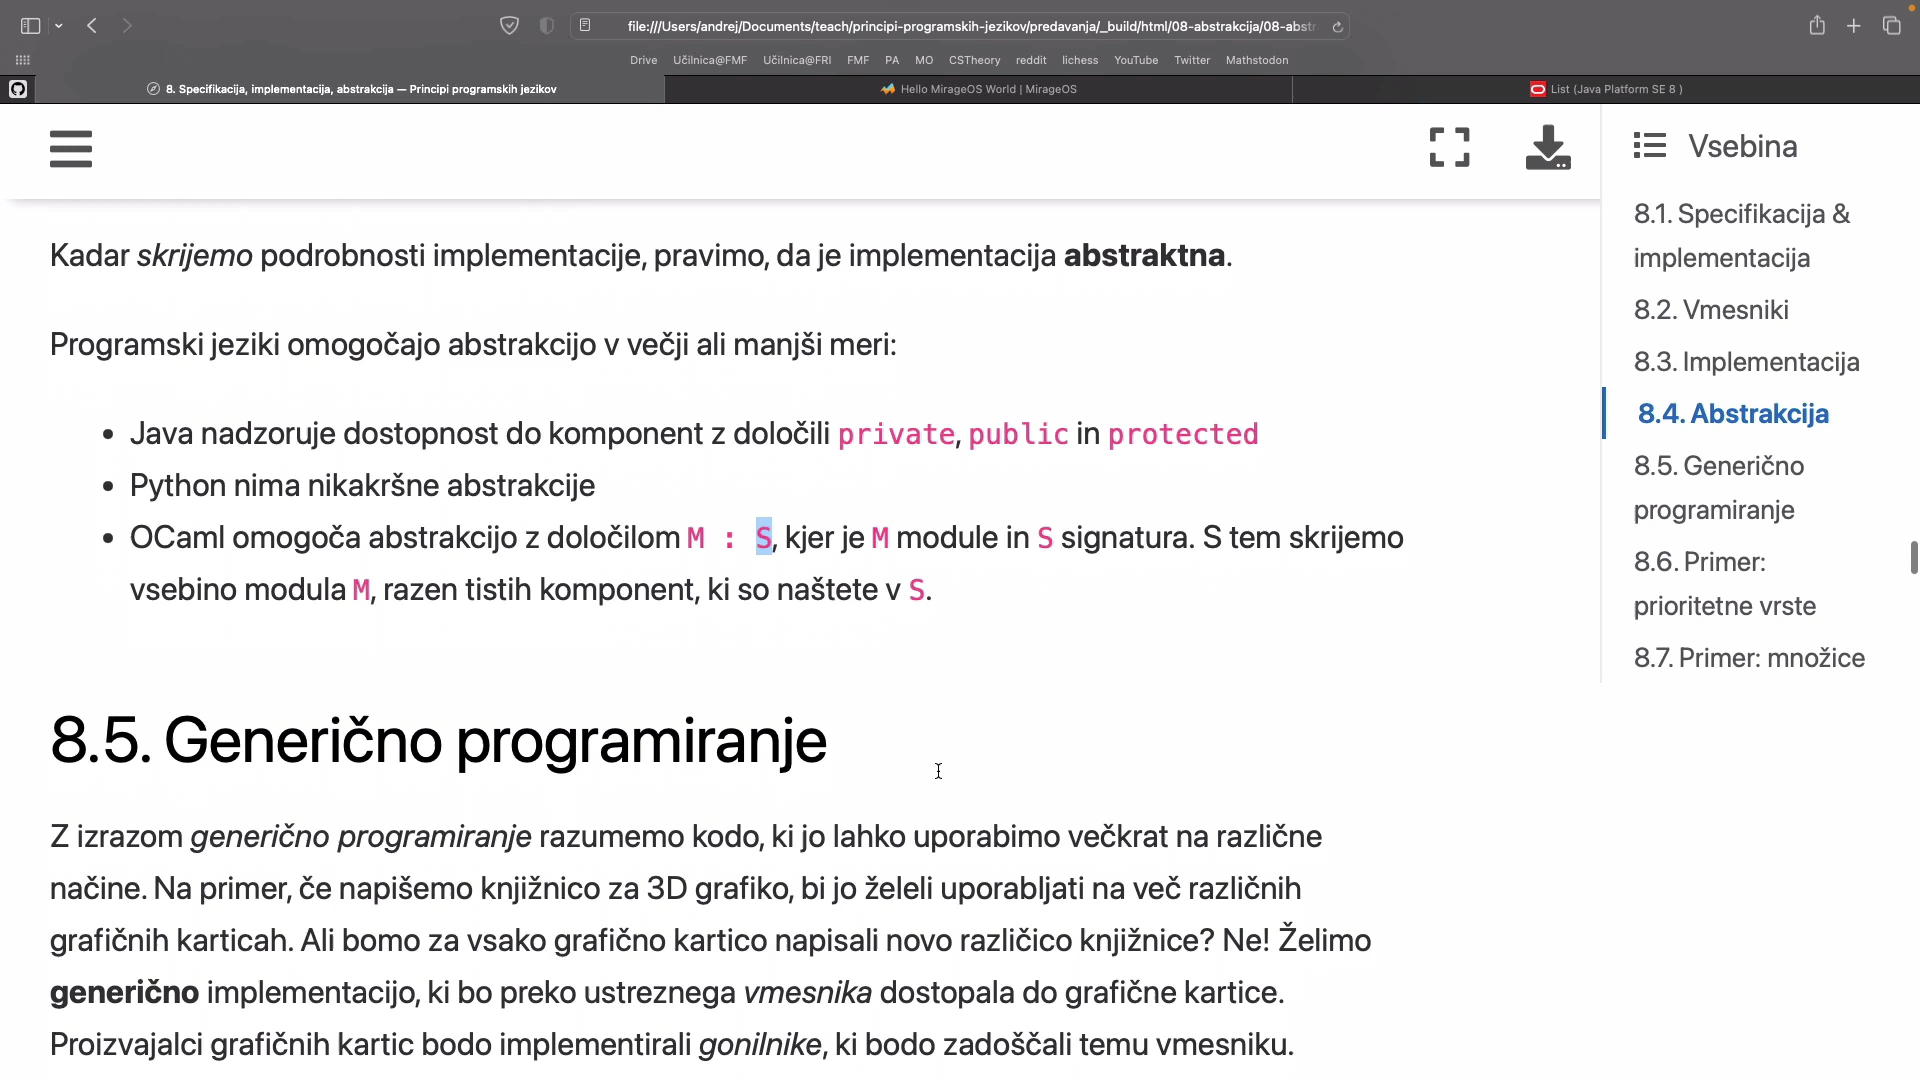 file:///Users/andrej/Documents/teach/principi-programskih-jezikov/predavanja/_build/html/08-abstrakcija/08-abstr
Drive Učilnica@FMF Učilnica@FRI FMF PA MO CSTheory reddit lichess YouTube Twitter Mathstodon
8. Specifikacija, implementacija, abstrakcija — Principi programskih jezikov
Hello MirageOS World | MirageOS
List (Java Platform SE 8 )
Kadar skrijemo podrobnosti implementacije, pravimo, da je implementacija abstraktna.
Programski jeziki omogočajo abstrakcijo v večji ali manjši meri:
• Java nadzoruje dostopnost do komponent z določili private, public in protected
• Python nima nikakršne abstrakcije
• OCaml omogoča abstrakcijo z določilom M : S, kjer je M module in S signatura. S tem skrijemo
vsebino modula M, razen tistih komponent, ki so naštete v S.
8.5. Generično programiranje
Z izrazom generično programiranje razumemo kodo, ki jo lahko uporabimo večkrat na različne
načine. Na primer, če napišemo knjižnico za 3D grafiko, bi jo želeli uporabljati na več različnih
grafičnih karticah. Ali bomo za vsako grafično kartico napisali novo različico knjižnice? Ne! Želimo
generično implementacijo, ki bo preko ustreznega vmesnika dostopala do grafične kartice.
Proizvajalci grafičnih kartic bodo implementirali gonilnike, ki bodo zadoščali temu vmesniku.
Vsebina
8.1. Specifikacija &
implementacija
8.2. Vmesniki
8.3. Implementacija
8.4. Abstrakcija
8.5. Generično
programiranje
8.6. Primer:
prioritetne vrste
8.7. Primer: množice